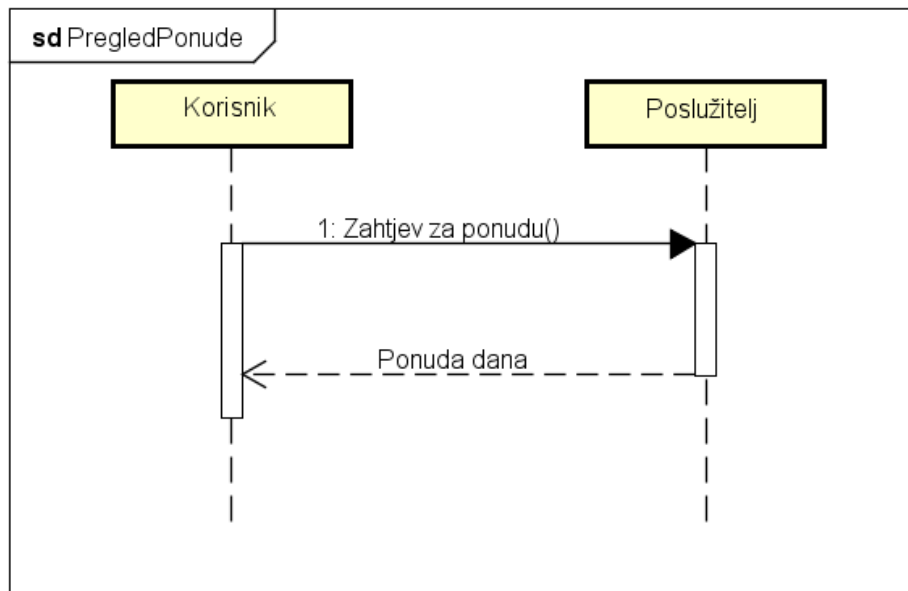 sd PregledPonude
Korisnik
Poslužitelj
1: Zahtjev za ponudu()
Ponuda dana